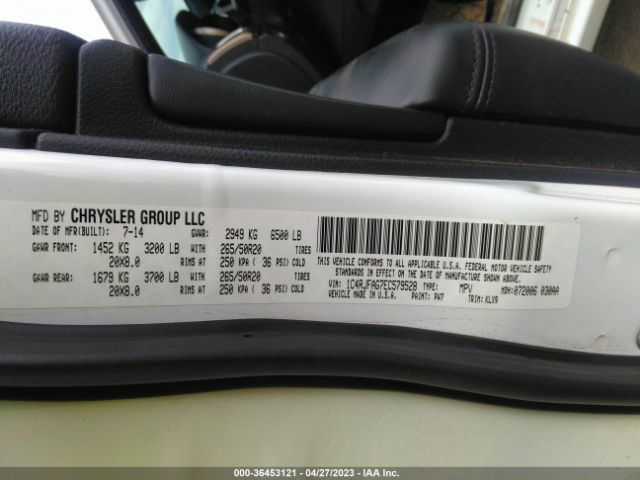 MFD BY CHRYSLER GROUP LLC
DATE OF MFR(BUILT): 7-14 GVWR: 2949 KG 6500 LB
GAWR FRONT: 1452 KG 3200 LB WITH 265/50R20 TIRES
20X8.0 RIMS AT 250 KPA ( 36 PSI) COLD
GAWR REAR: 1679 KG 3700 LB WITH 265/50R20 TIRES
20X8.0 RIMS AT 250 KPA ( 36 PSI) COLD
THIS VEHICLE CONFORMS TO ALL APPLICABLE U.S.A. FEDERAL MOTOR VEHICLE SAFETY
STANDARDS IN EFFECT ON THE DATE OF MANUFACTURE SHOWN ABOVE.
VIN: 1C4RJFAG7EC579528 TYPE: MPV MDH: 072006 030AA
VEHICLE MADE IN U.S.A. PAINT: PW7 TRIM: KLX9
000-36453121 - 04/27/2023 - IAA Inc.